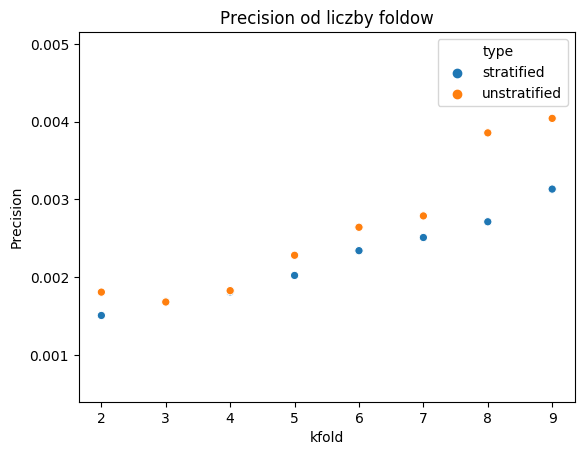 Precision od liczby foldow
0.005
0.004
0.003
0.002
0.001
Precision
type
stratified
unstratified
2 3 4 5 6 7 8 9
kfold